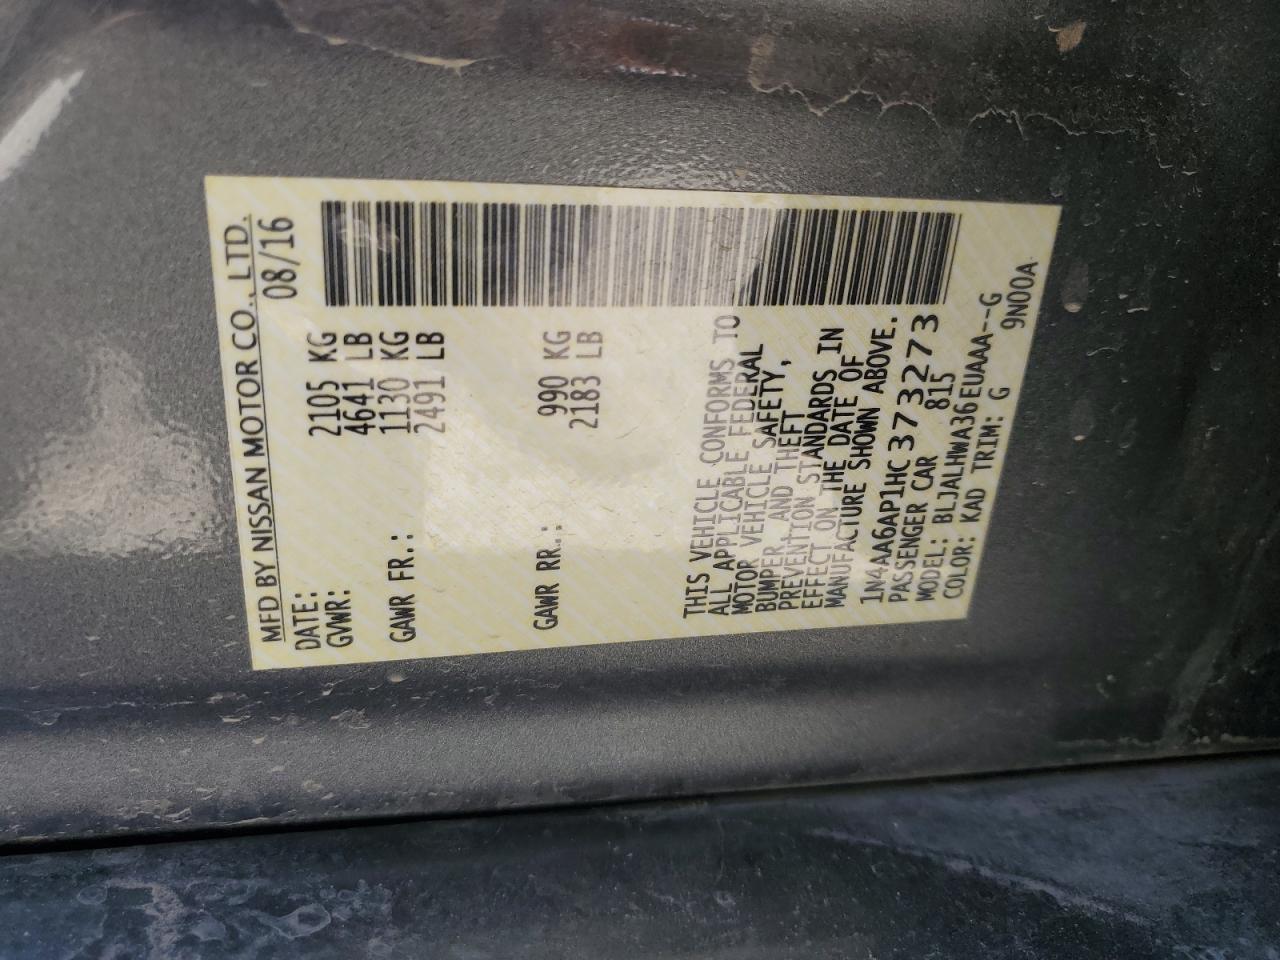 MFD BY NISSAN MOTOR CO., LTD.
DATE: 08/16
GVWR: 2105 KG
4641 LB
GAWR FR.: 1130 KG
2491 LB
GAWR RR.: 990 KG
2183 LB
THIS VEHICLE CONFORMS TO
ALL APPLICABLE FEDERAL
MOTOR VEHICLE SAFETY,
BUMPER AND THEFT
PREVENTION STANDARDS IN
EFFECT ON THE DATE OF
MANUFACTURE SHOWN ABOVE.
1N4AA6AP1HC373273
PASSENGER CAR 815
MODEL: BLJALHWA36EUAAA--G
COLOR: KAD TRIM: G 9N00A